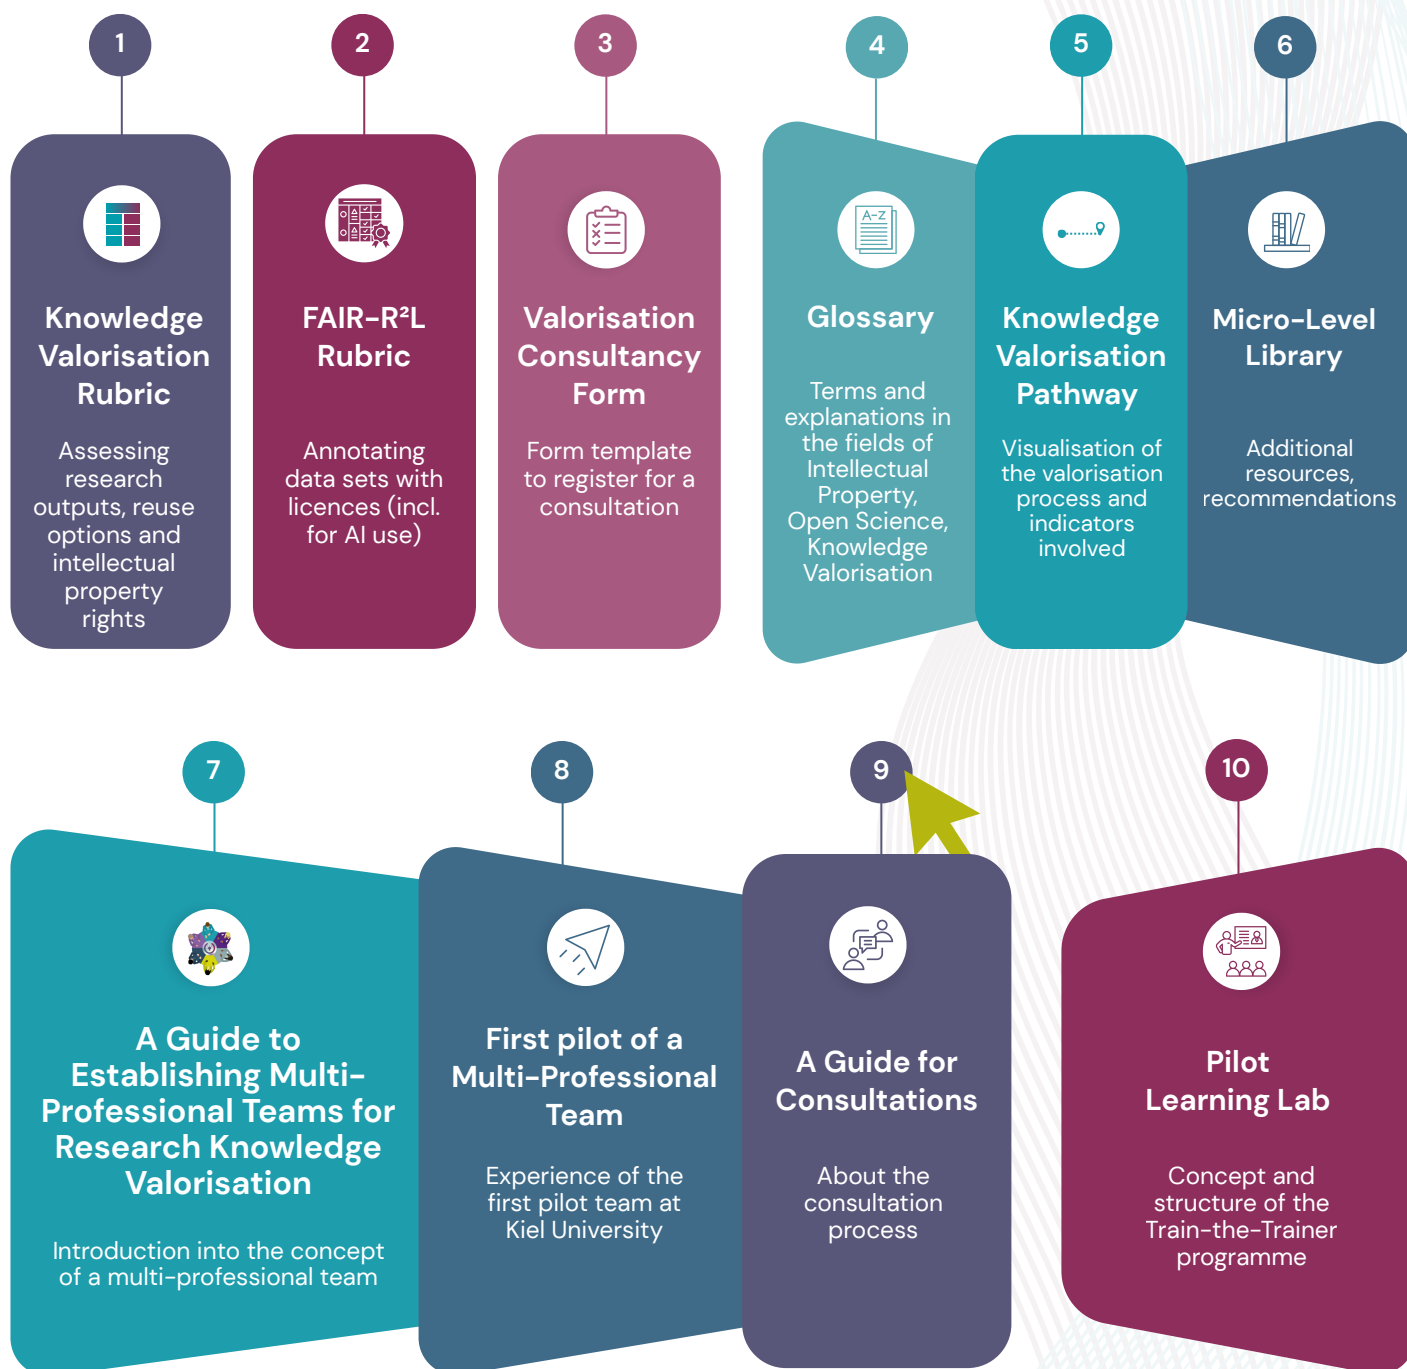 1
2
3
4
5
6
Knowledge
Valorisation
Rubric
Assessing
research
outputs, reuse
options and
intellectual
property
rights
FAIR-R²L
Rubric
Annotating
data sets with
licences (incl.
for AI use)
Valorisation
Consultancy
Form
Form template
to register for a
consultation
A-Z
Glossary
Terms and
explanations in
the fields of
Intellectual
Property,
Open Science,
Knowledge
Valorisation
Knowledge
Valorisation
Pathway
Visualisation of
the valorisation
process and
indicators
involved
Micro-Level
Library
Additional
resources,
recommendations
7
8
9
10
A Guide to
Establishing Multi-
Professional Teams for
Research Knowledge
Valorisation
Introduction into the concept
of a multi-professional team
First pilot of a
Multi-Professional
Team
Experience of the
first pilot team at
Kiel University
A Guide for
Consultations
About the
consultation
process
Pilot
Learning Lab
Concept and
structure of the
Train-the-Trainer
programme